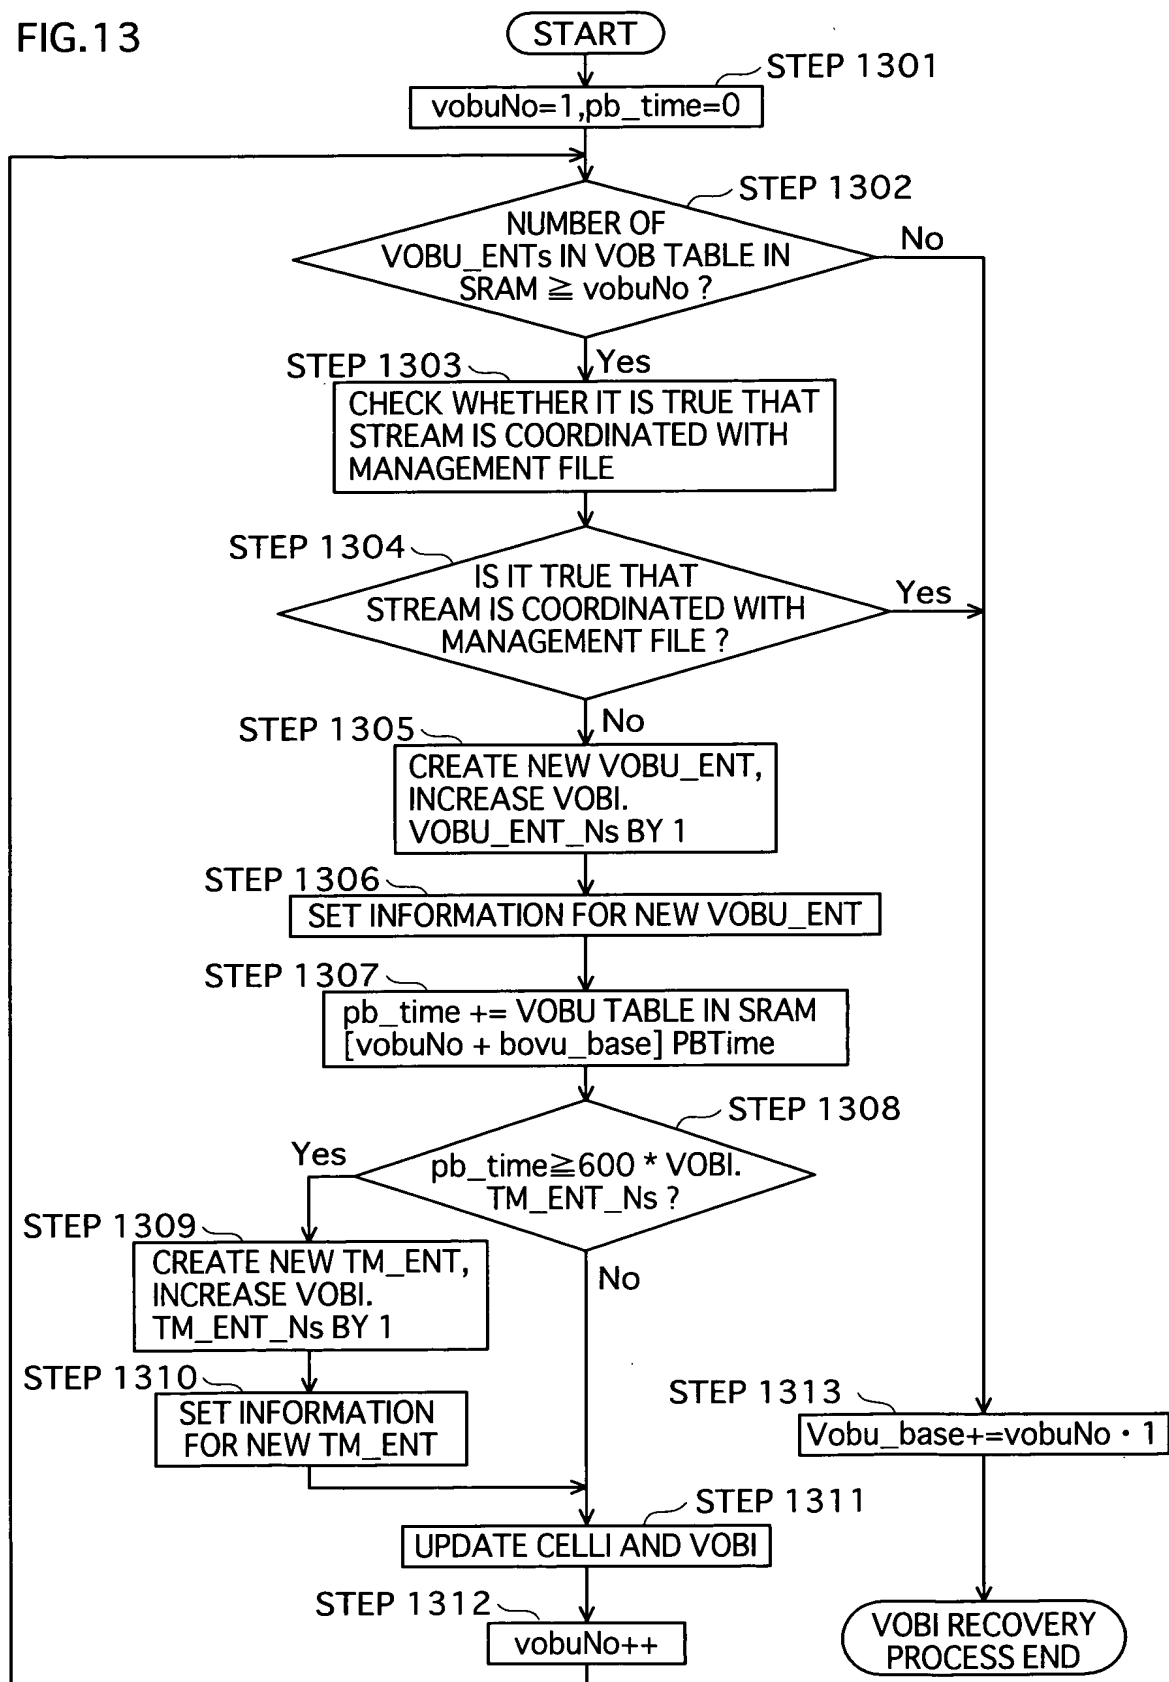 FIG.13
START
STEP 1301
vobuNo=1,pb_time=0
STEP 1302
NUMBER OF
VOBU_ENTs IN VOB TABLE IN
SRAM ≧ vobuNo ?
No
Yes
STEP 1303
CHECK WHETHER IT IS TRUE THAT
STREAM IS COORDINATED WITH
MANAGEMENT FILE
STEP 1304
IS IT TRUE THAT
STREAM IS COORDINATED WITH
MANAGEMENT FILE ?
Yes
No
STEP 1305
CREATE NEW VOBU_ENT,
INCREASE VOBI.
VOBU_ENT_Ns BY 1
STEP 1306
SET INFORMATION FOR NEW VOBU_ENT
STEP 1307
pb_time += VOBU TABLE IN SRAM
[vobuNo + bovu_base] PBTime
STEP 1308
pb_time≧600 * VOBI.
TM_ENT_Ns ?
Yes
No
STEP 1309
CREATE NEW TM_ENT,
INCREASE VOBI.
TM_ENT_Ns BY 1
STEP 1310
SET INFORMATION
FOR NEW TM_ENT
STEP 1311
UPDATE CELLI AND VOBI
STEP 1312
vobuNo++
STEP 1313
Vobu_base+=vobuNo・1
VOBI RECOVERY
PROCESS END